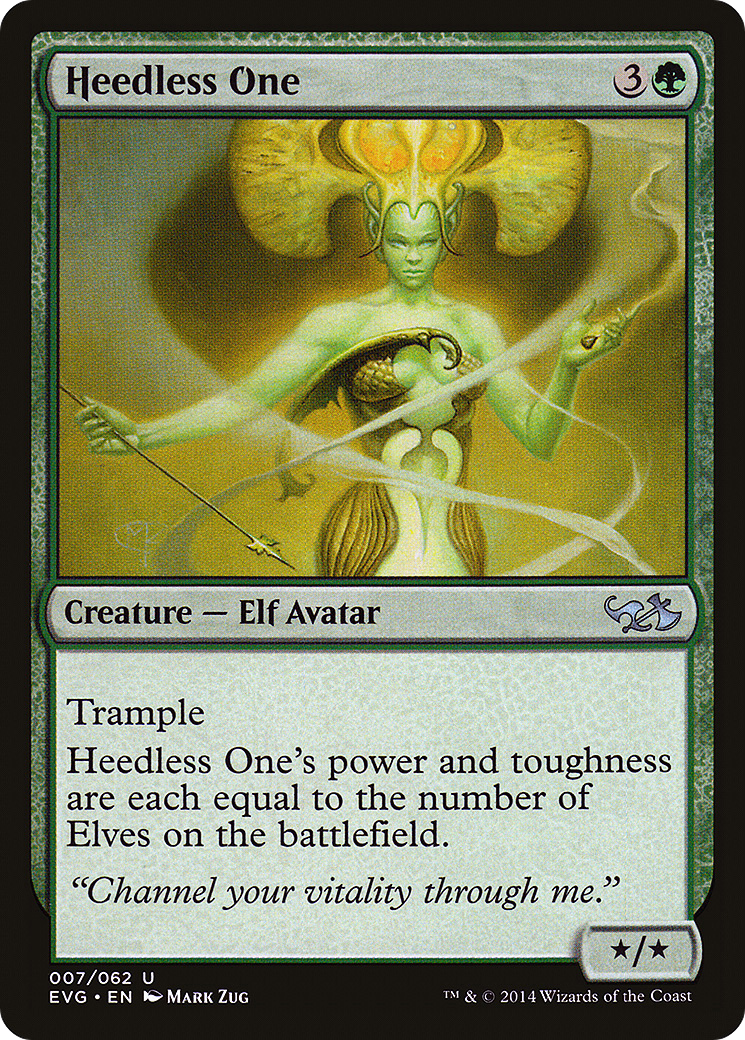 Heedless One
3
Creature — Elf Avatar
Trample
Heedless One's power and toughness
are each equal to the number of
Elves on the battlefield.
“Channel your vitality through me.”
★/★
007/062 U
EVG • EN Mark Zug
™ & © 2014 Wizards of the Coast